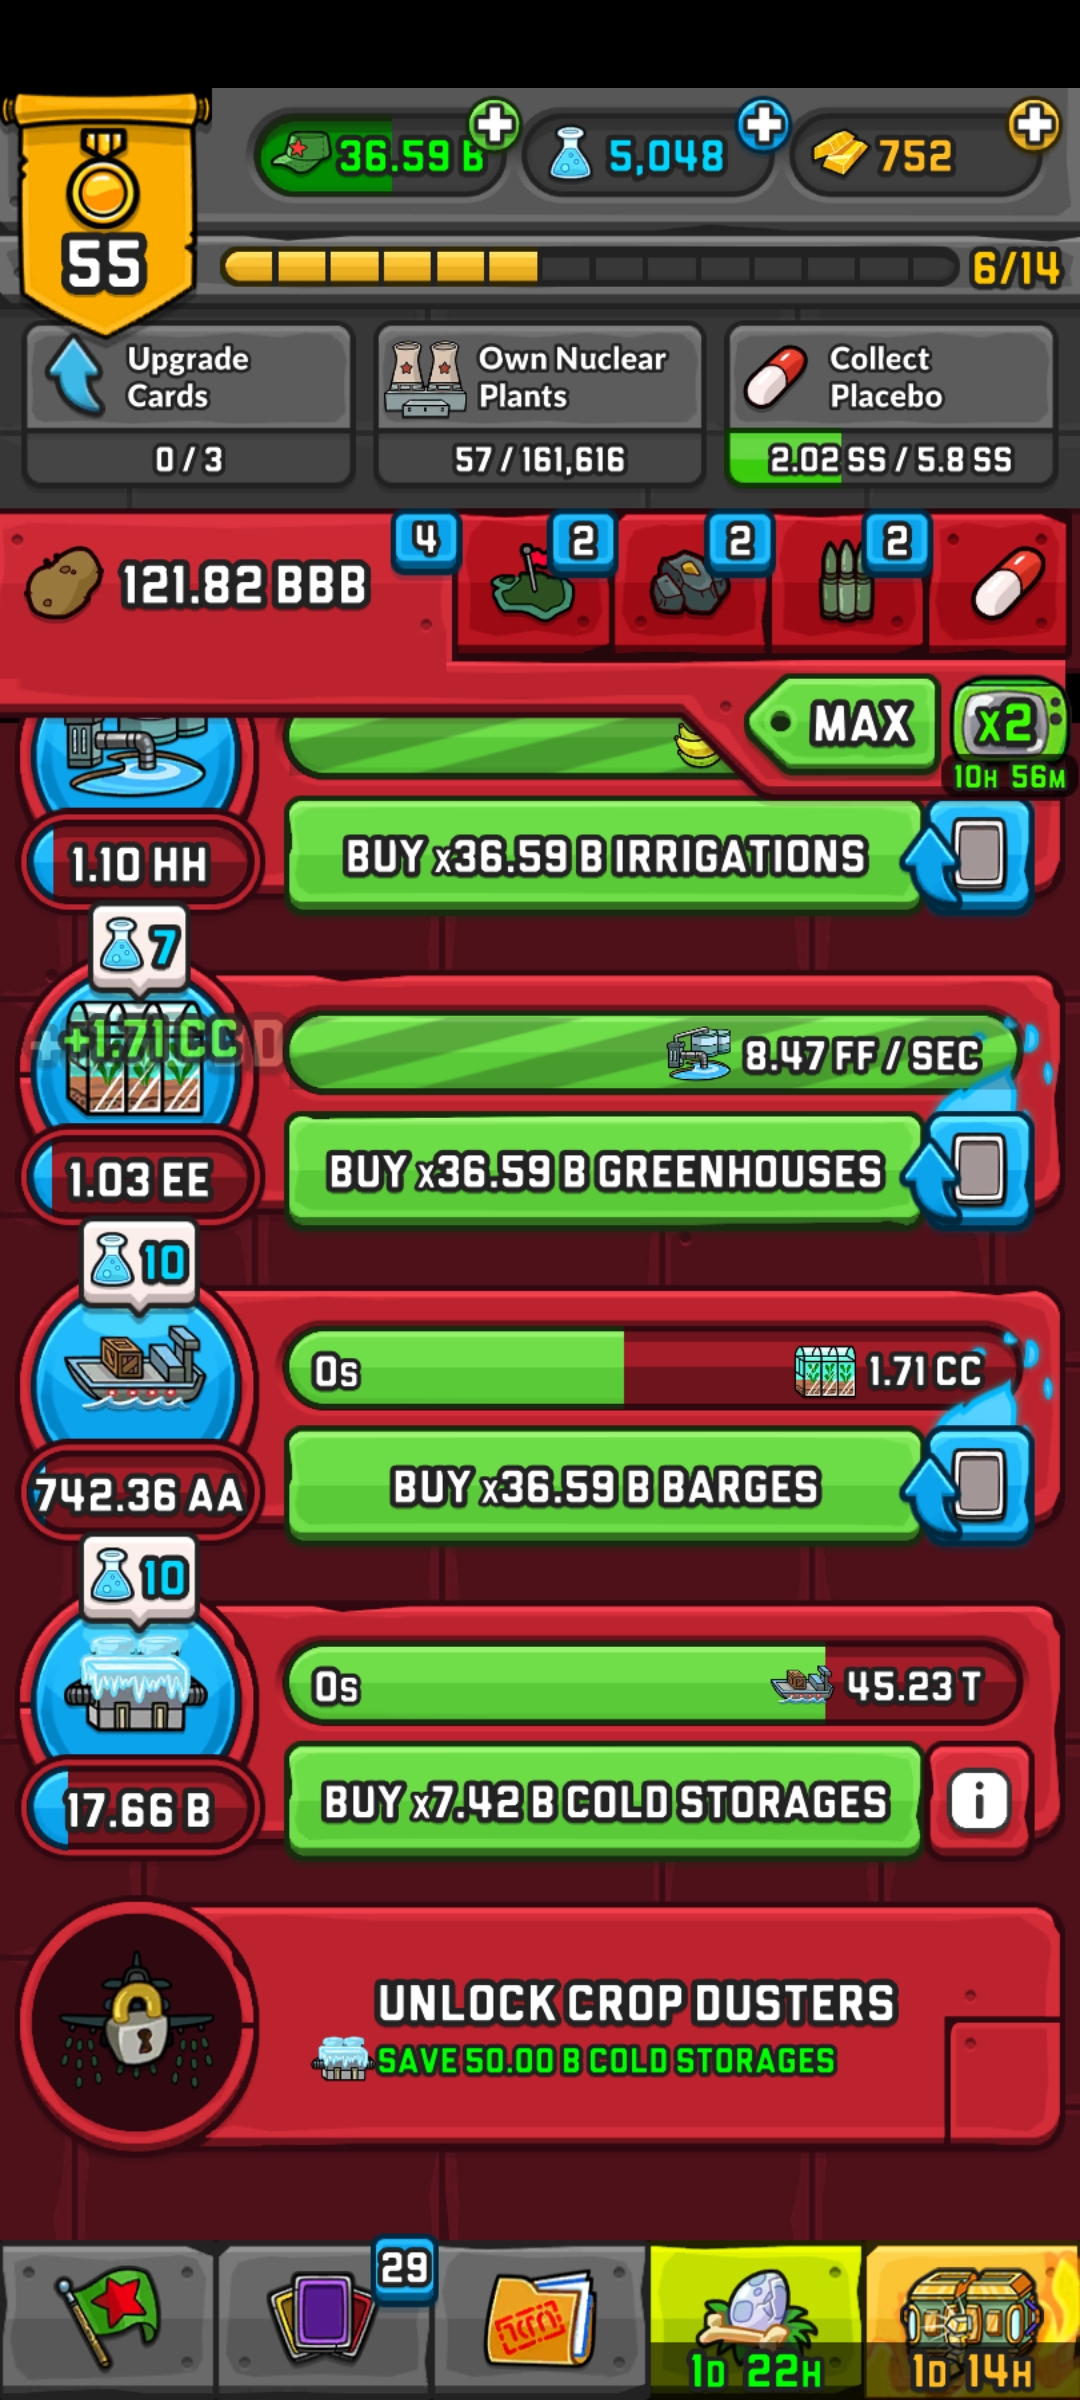 36.59 B
5,048
752
55
6/14
Upgrade
Cards
0 / 3
Own Nuclear
Plants
57 / 161,616
Collect
Placebo
2.02 SS / 5.8 SS
121.82 BBB
4
2
2
2
MAX
X2
10H 56M
1.10 HH
BUY x36.59 B IRRIGATIONS
7
+1.71 CC
8.47 FF / SEC
1.03 EE
BUY x36.59 B GREENHOUSES
10
0s
1.71 CC
742.36 AA
BUY x36.59 B BARGES
10
0s
45.23 T
17.66 B
BUY x7.42 B COLD STORAGES
i
UNLOCK CROP DUSTERS
SAVE 50.00 B COLD STORAGES
29
1D 22H
1D 14H